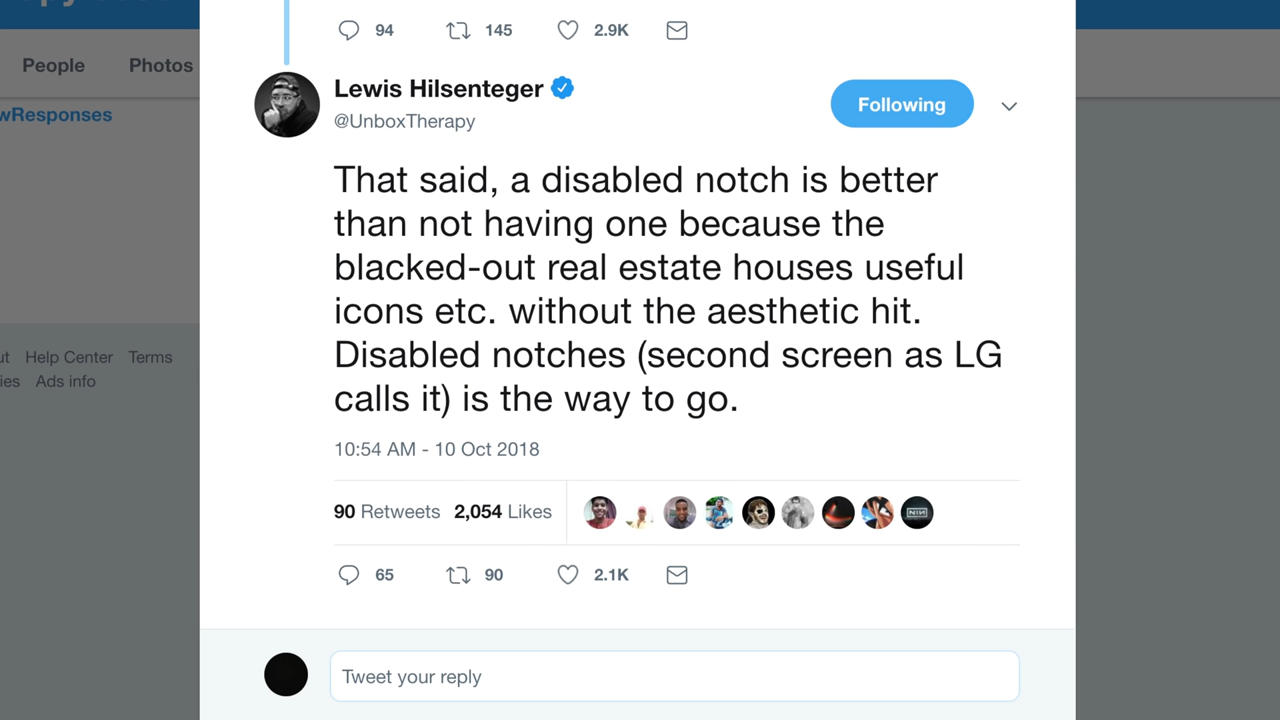 People Photos
wResponses
94 145 2.9K
Lewis Hilsenteger
@UnboxTherapy
Following
That said, a disabled notch is better
than not having one because the
blacked-out real estate houses useful
icons etc. without the aesthetic hit.
Disabled notches (second screen as LG
calls it) is the way to go.
10:54 AM - 10 Oct 2018
90 Retweets 2,054 Likes
NIN
65 90 2.1K
Tweet your reply
ut Help Center Terms
ies Ads info